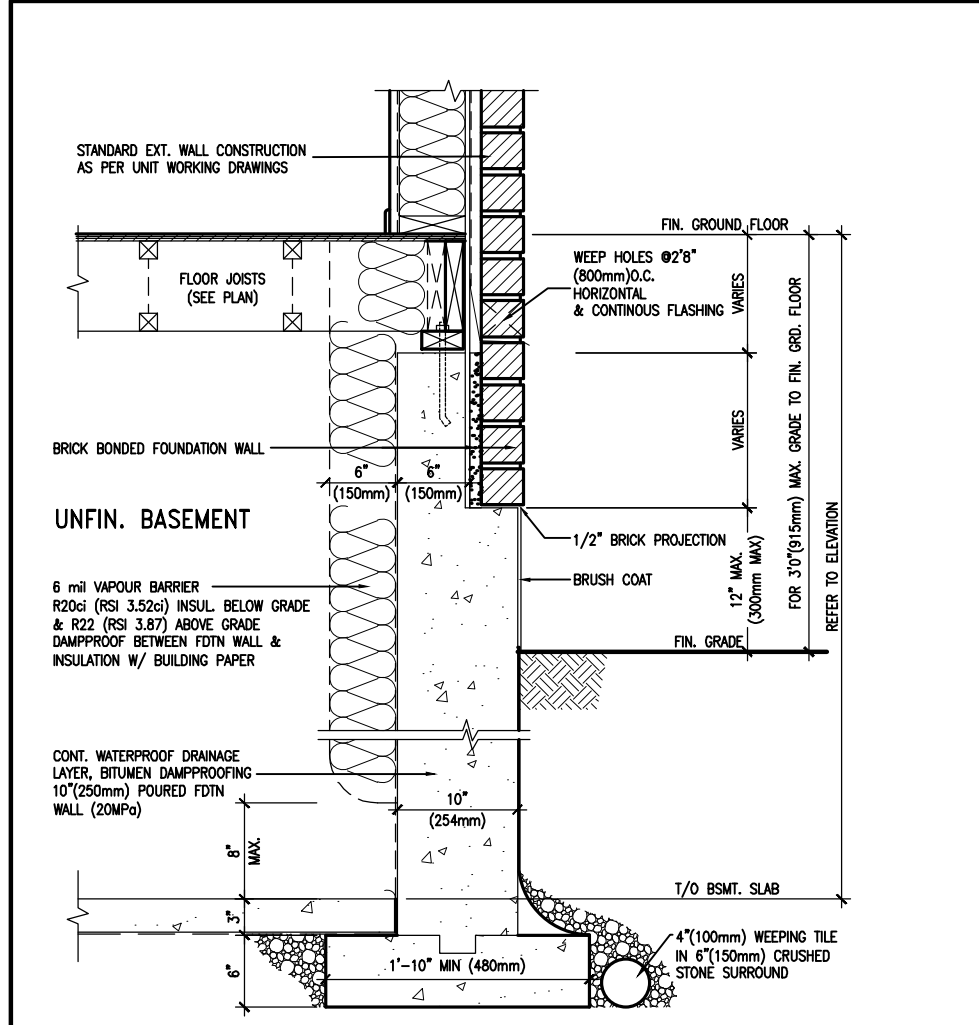 STANDARD EXT. WALL CONSTRUCTION
AS PER UNIT WORKING DRAWINGS
FIN. GROUND FLOOR
FLOOR JOISTS
(SEE PLAN)
WEEP HOLES @2'8"
(800mm)O.C.
HORIZONTAL
& CONTINOUS FLASHING
VARIES
VARIES
FOR 3'0"(915mm) MAX. GRADE TO FIN. GRD. FLOOR
REFER TO ELEVATION
BRICK BONDED FOUNDATION WALL
6"
(150mm)
6"
(150mm)
UNFIN. BASEMENT
1/2" BRICK PROJECTION
BRUSH COAT
12" MAX.
(300mm MAX)
6 mil VAPOUR BARRIER
R20ci (RSI 3.52ci) INSUL. BELOW GRADE
& R22 (RSI 3.87) ABOVE GRADE
DAMPPROOF BETWEEN FDTN WALL &
INSULATION W/ BUILDING PAPER
FIN. GRADE
CONT. WATERPROOF DRAINAGE
LAYER, BITUMEN DAMPPROOFING
10"(250mm) POURED FDTN
WALL (20MPa)
10"
(254mm)
8"
MAX.
T/O BSMT. SLAB
3"
6"
1'-10" MIN (480mm)
4"(100mm) WEEPING TILE
IN 6"(150mm) CRUSHED
STONE SURROUND